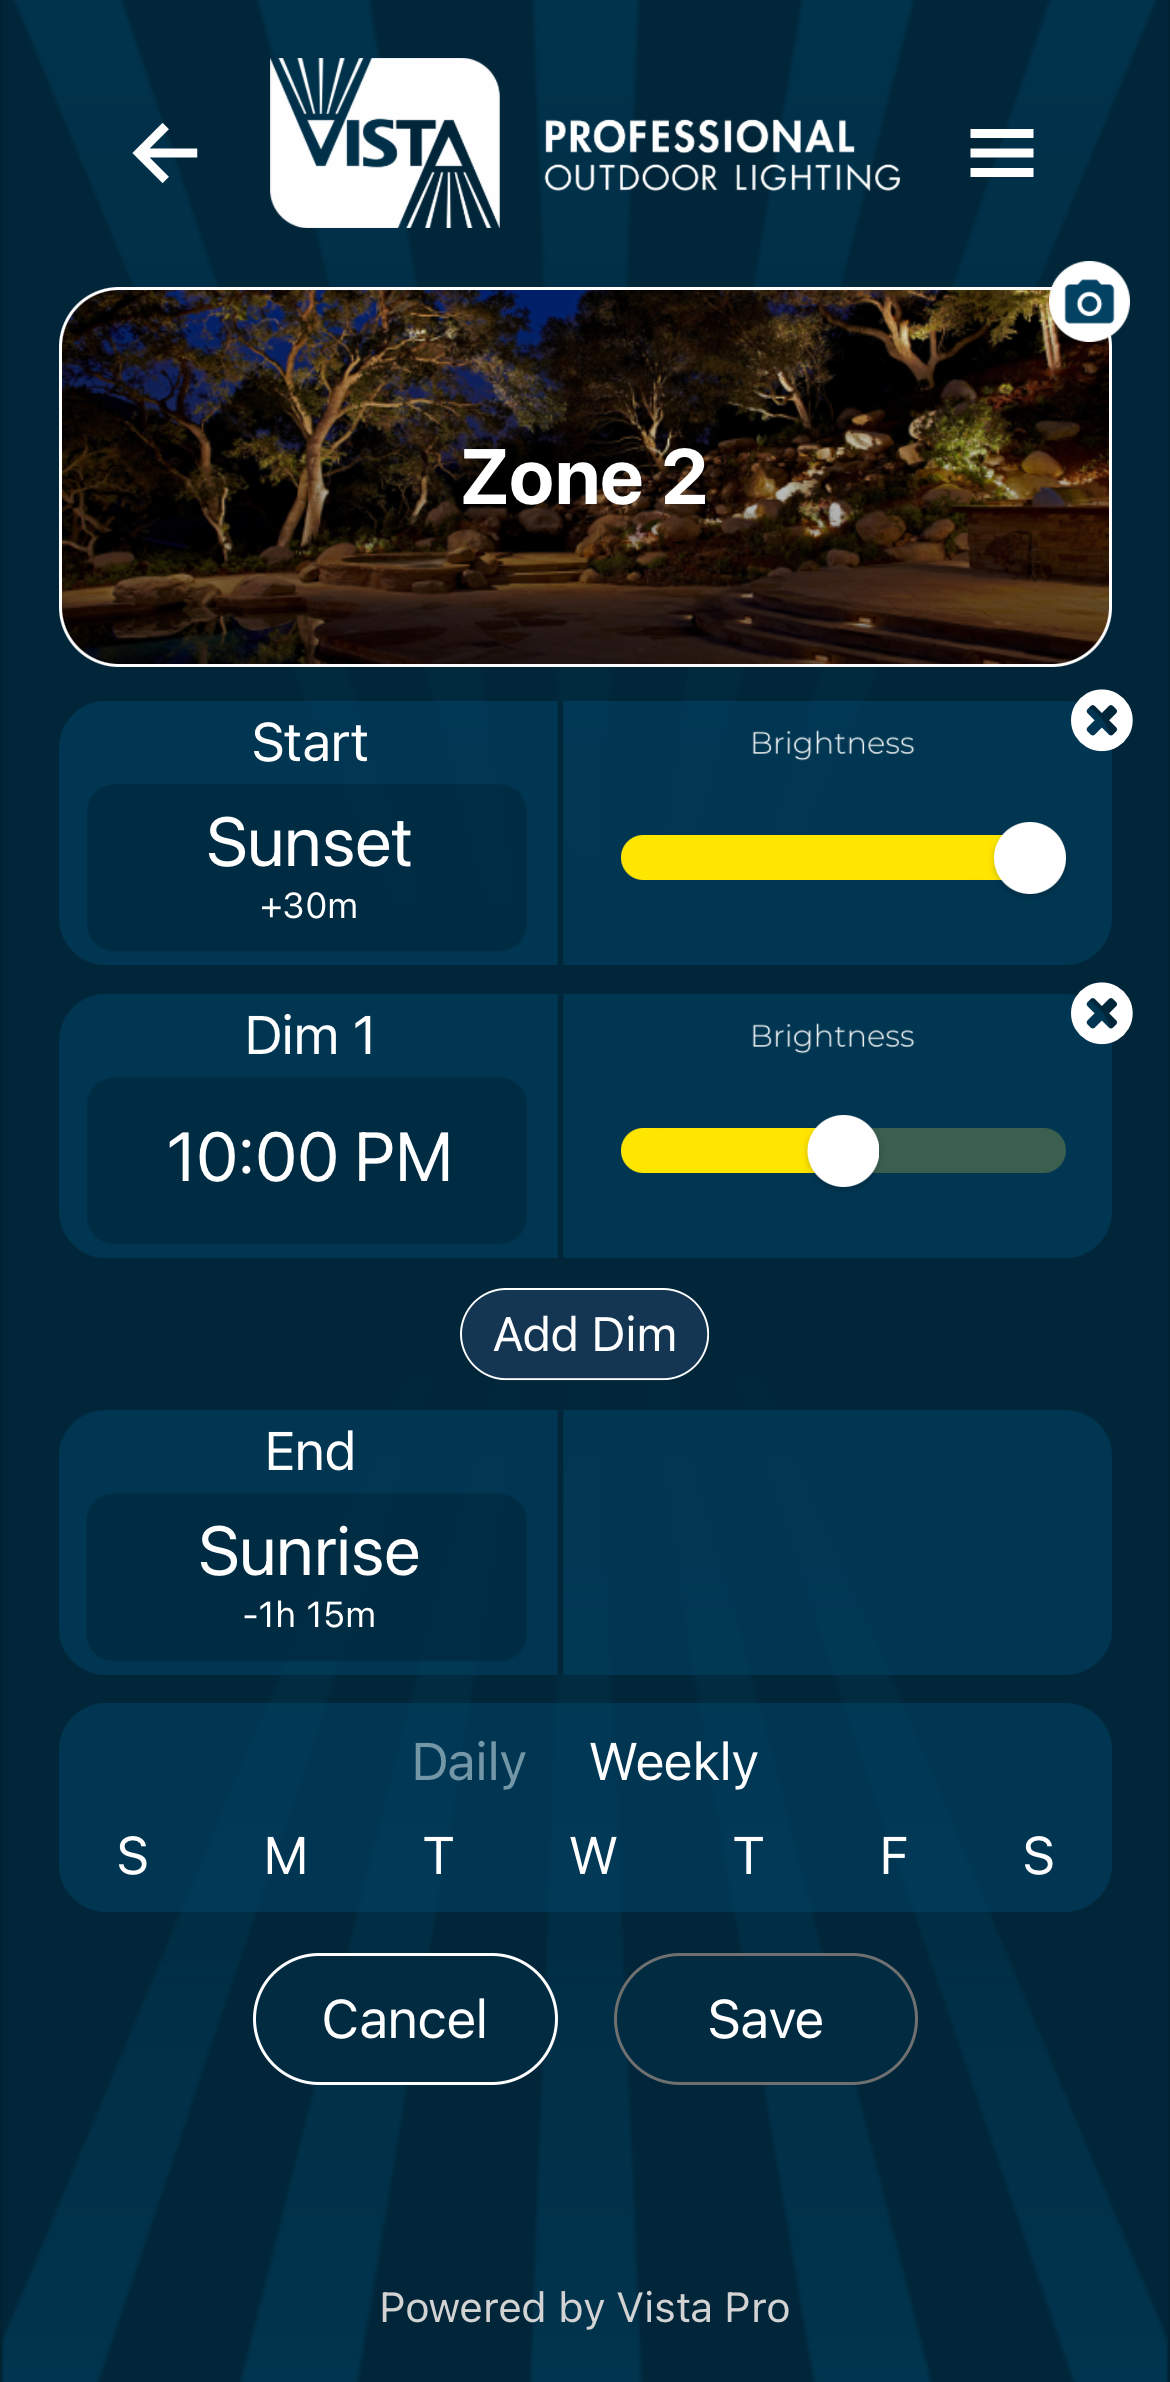 VISTA
PROFESSIONAL
OUTDOOR LIGHTING
Zone 2
Start
Brightness
Sunset
+30m
Dim 1
Brightness
10:00 PM
Add Dim
End
Sunrise
-1h 15m
Daily Weekly
S M T W T F S
Cancel Save
Powered by Vista Pro